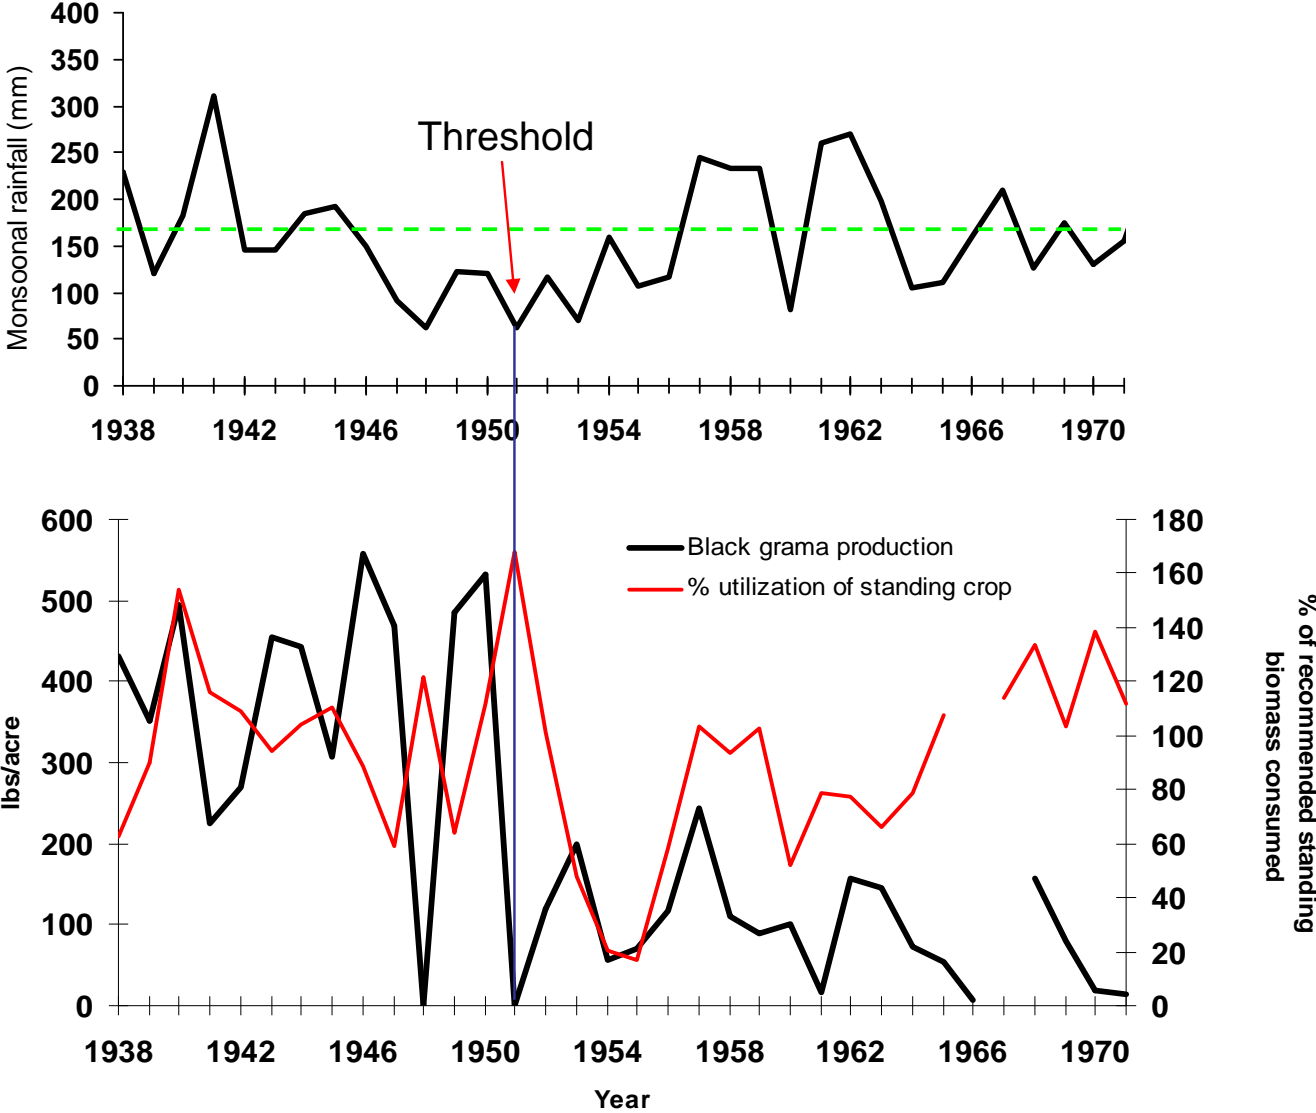 400
350
300
250
200
150
100
50
0
Monsoonal rainfall (mm)
Threshold
1938 1942 1946 1950 1954 1958 1962 1966 1970
600
500
400
300
200
100
0
lbs/acre
Black grama production
% utilization of standing crop
180
160
140
120
100
80
60
40
20
0
% of recommended standing
biomass consumed
1938 1942 1946 1950 1954 1958 1962 1966 1970
Year